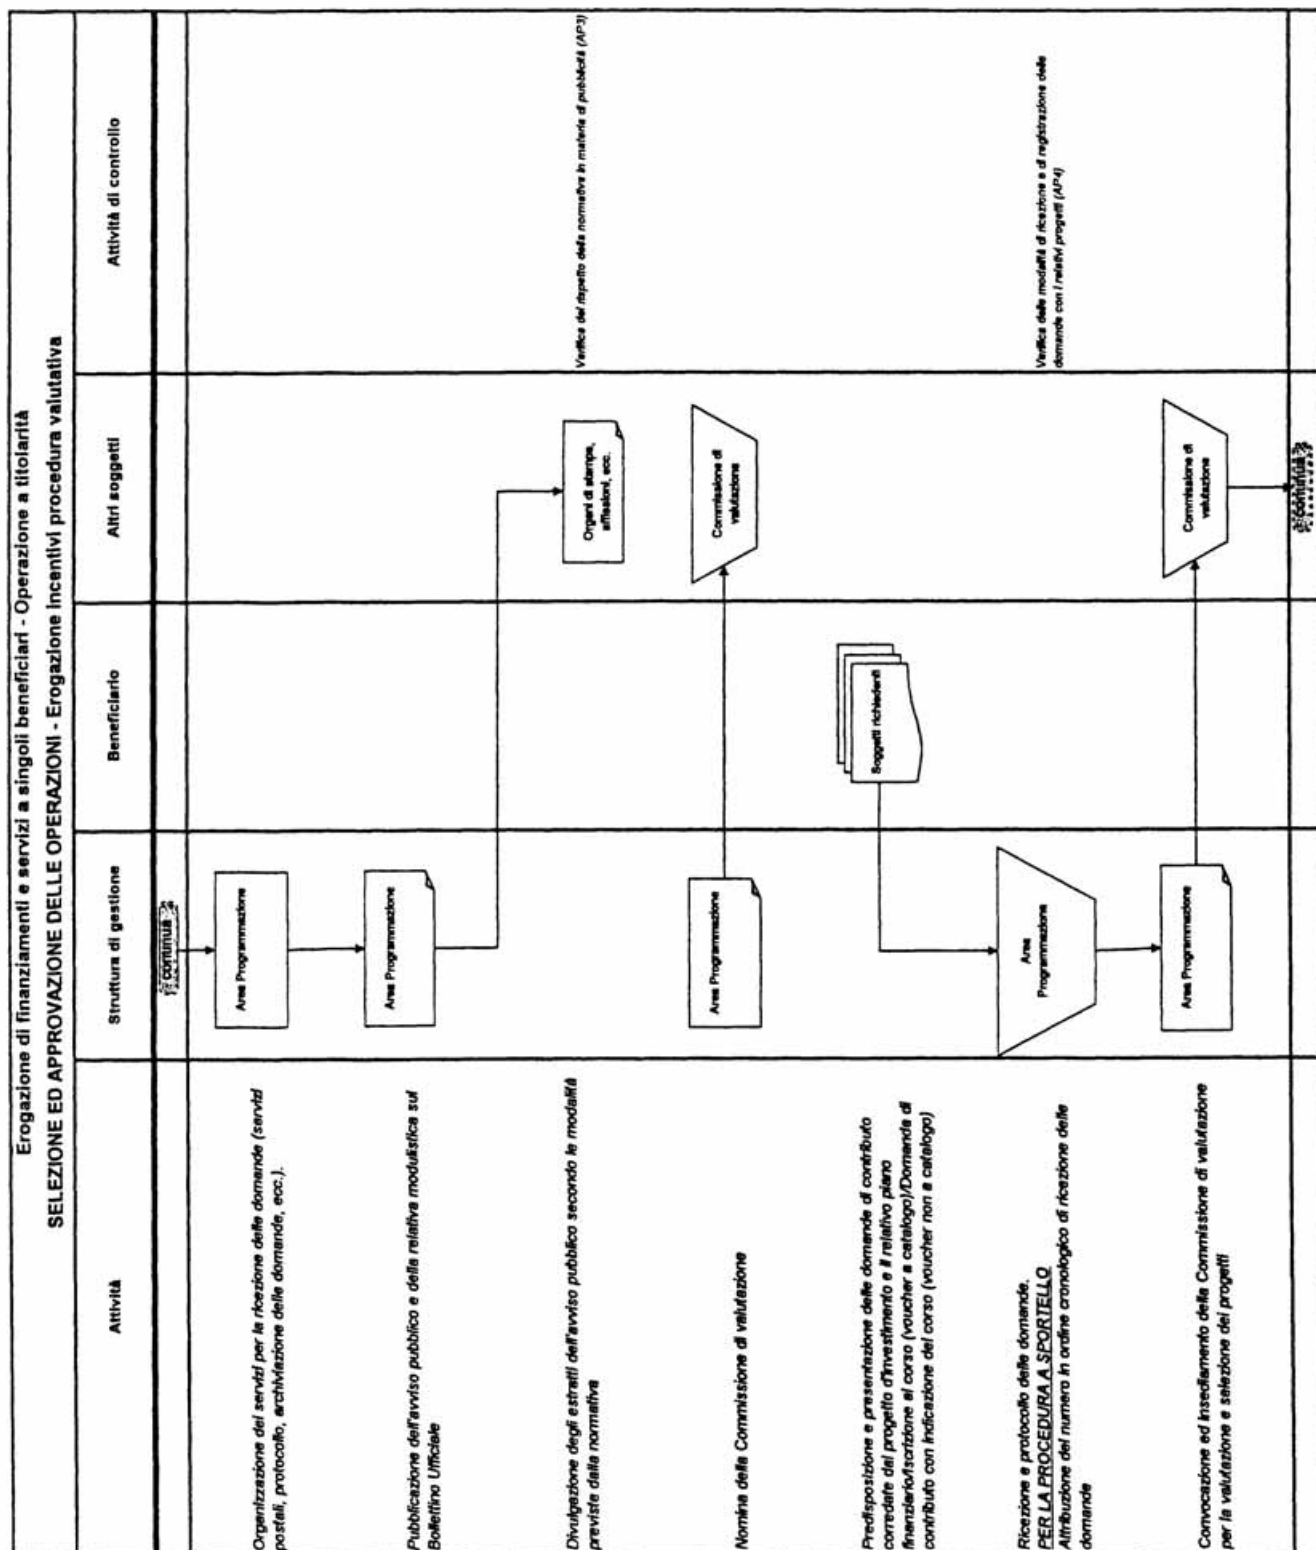 Erogazione di finanziamenti e servizi a singoli beneficiari - Operazione a titolarità
SELEZIONE ED APPROVAZIONE DELLE OPERAZIONI - Erogazione incentivi procedura valutativa
Attività
Struttura di gestione
Beneficiario
Altri soggetti
Attività di controllo
continua
Organizzazione dei servizi per la ricezione delle domande (servizi
postali, protocollo, archiviazione delle domande, ecc.).
Area Programmazione
Pubblicazione dell'avviso pubblico e della relativa modulistica sul
Bollettino Ufficiale
Area Programmazione
Divulgazione degli estratti dell'avviso pubblico secondo le modalità
previste dalla normativa
Organi di stampa,
affissioni, ecc.
Verifica del rispetto della normativa in materia di pubblicità (AP3)
Nomina della Commissione di valutazione
Area Programmazione
Commissione di
valutazione
Predisposizione e presentazione delle domande di contributo
corredate dal progetto d'investimento e il relativo piano
finanziario/iscrizione al corso (voucher a catalogo)/Domanda di
contributo con indicazione del corso (voucher non a catalogo)
Soggetti richiedenti
Ricezione e protocollo delle domande.
PER LA PROCEDURA A SPORTELLO
Attribuzione del numero in ordine cronologico di ricezione delle
domande
Area
Programmazione
Verifica delle modalità di ricezione e di registrazione delle
domande con i relativi progetti (AP4)
Convocazione ed insediamento della Commissione di valutazione
per la valutazione e selezione dei progetti
Area Programmazione
Commissione di
valutazione
continua